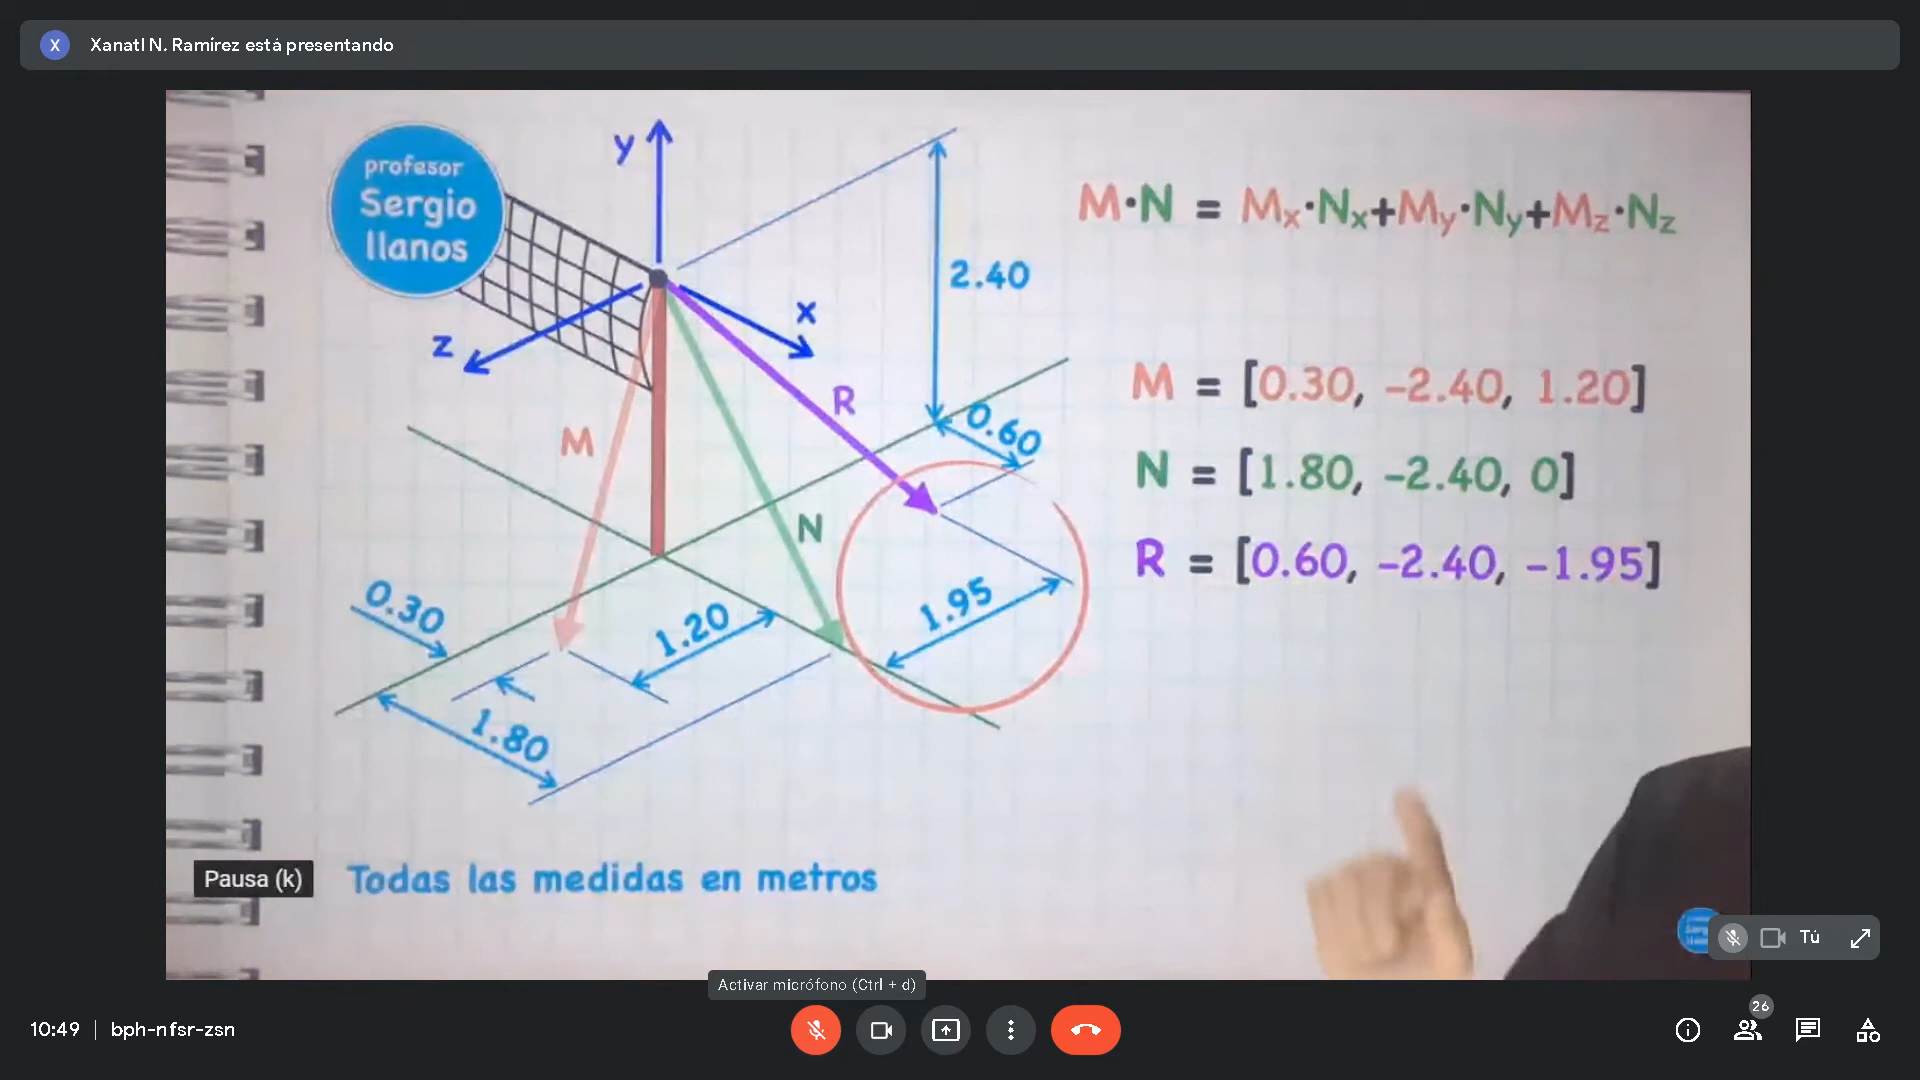 X Xanatl N. Ramírez está presentando
profesor
Sergio
llanos
y
x
z
2.40
0.60
R
M
N
0.30
1.20
1.95
1.80
M·N = Mx·Nx+My·Ny+Mz·Nz
M = [0.30, -2.40, 1.20]
N = [1.80, -2.40, 0]
R = [0.60, -2.40, -1.95]
Pausa (k)
Todas las medidas en metros
Tú
Activar micrófono (Ctrl + d)
10:49 | bph-nfsr-zsn
26